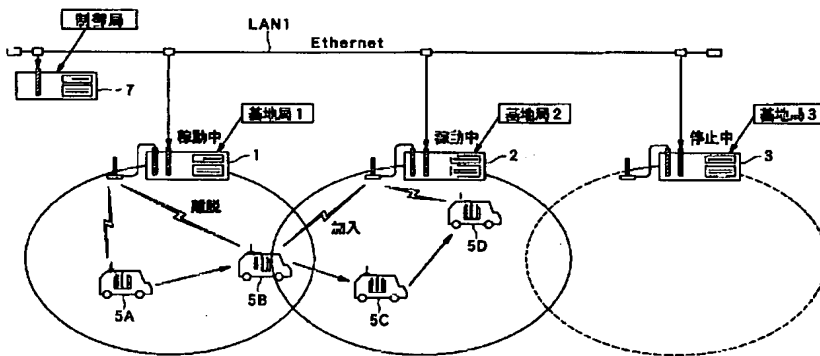 LAN1
Ethernet
制御局
7
基地局1
稼動中
1
基地局2
稼動中
2
基地局3
停止中
3
離脱
加入
5A
5B
5C
5D